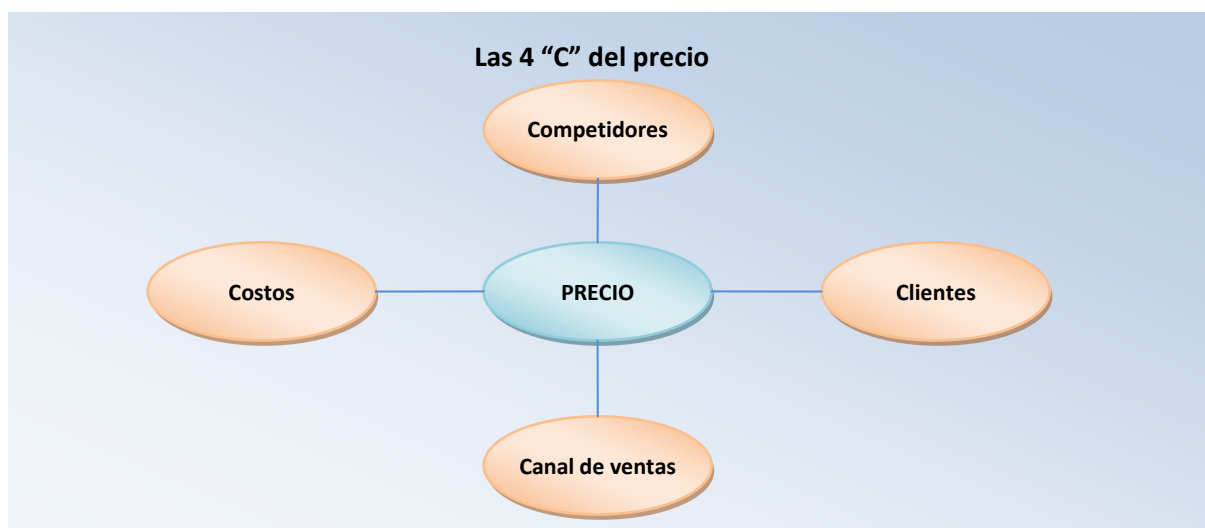 Las 4 “C” del precio
Competidores
Costos
PRECIO
Clientes
Canal de ventas